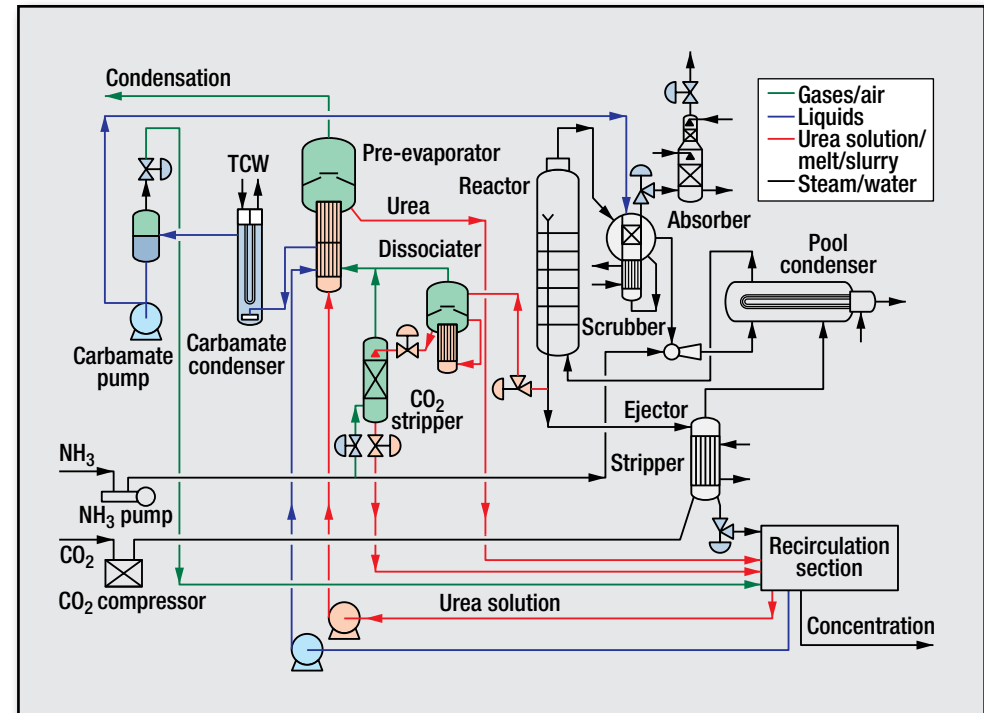 Condensation
TCW
Pre-evaporator
Urea
Dissociater
Reactor
Absorber
Gases/air
Liquids
Urea solution/
melt/slurry
Steam/water
Pool
condenser
Scrubber
Carbamate
pump
Carbamate
condenser
CO₂
stripper
Ejector
Stripper
NH₃
NH₃ pump
CO₂
CO₂ compressor
Urea solution
Recirculation
section
Concentration